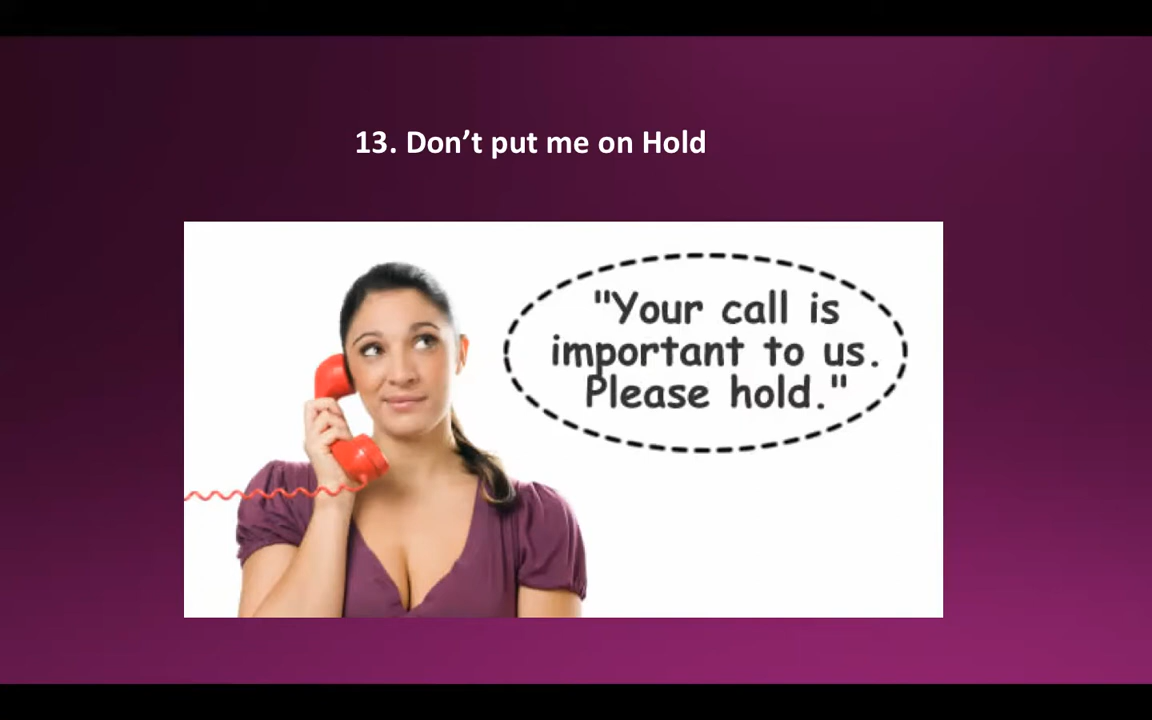 13. Don’t put me on Hold
"Your call is
important to us.
Please hold."